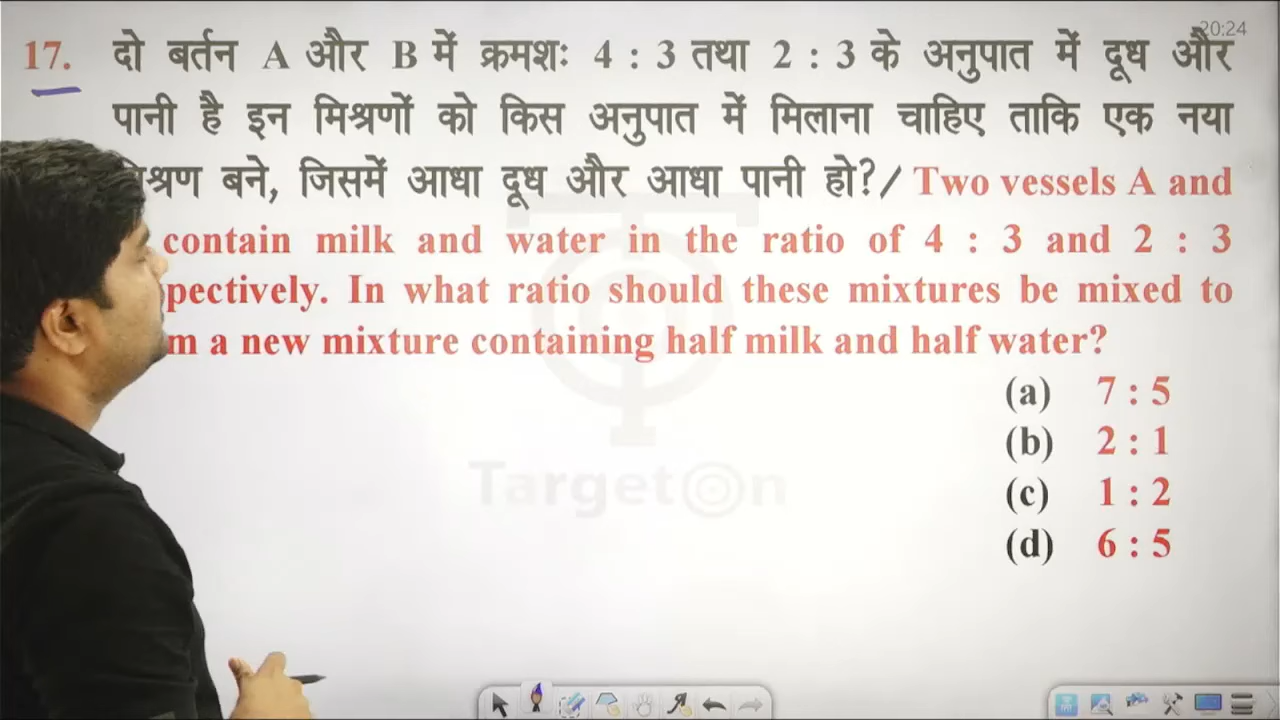 20:24
17. दो बर्तन A और B में क्रमशः 4 : 3 तथा 2 : 3 के अनुपात में दूध और
पानी है इन मिश्रणों को किस अनुपात में मिलाना चाहिए ताकि एक नया
बने, जिसमें आधा दूध और आधा पानी हो?/ Two vessels A and
contain milk and water in the ratio of 4 : 3 and 2 : 3
pectively. In what ratio should these mixtures be mixed to
m a new mixture containing half milk and half water?
(a) 7 : 5
(b) 2 : 1
(c) 1 : 2
(d) 6 : 5
Target On